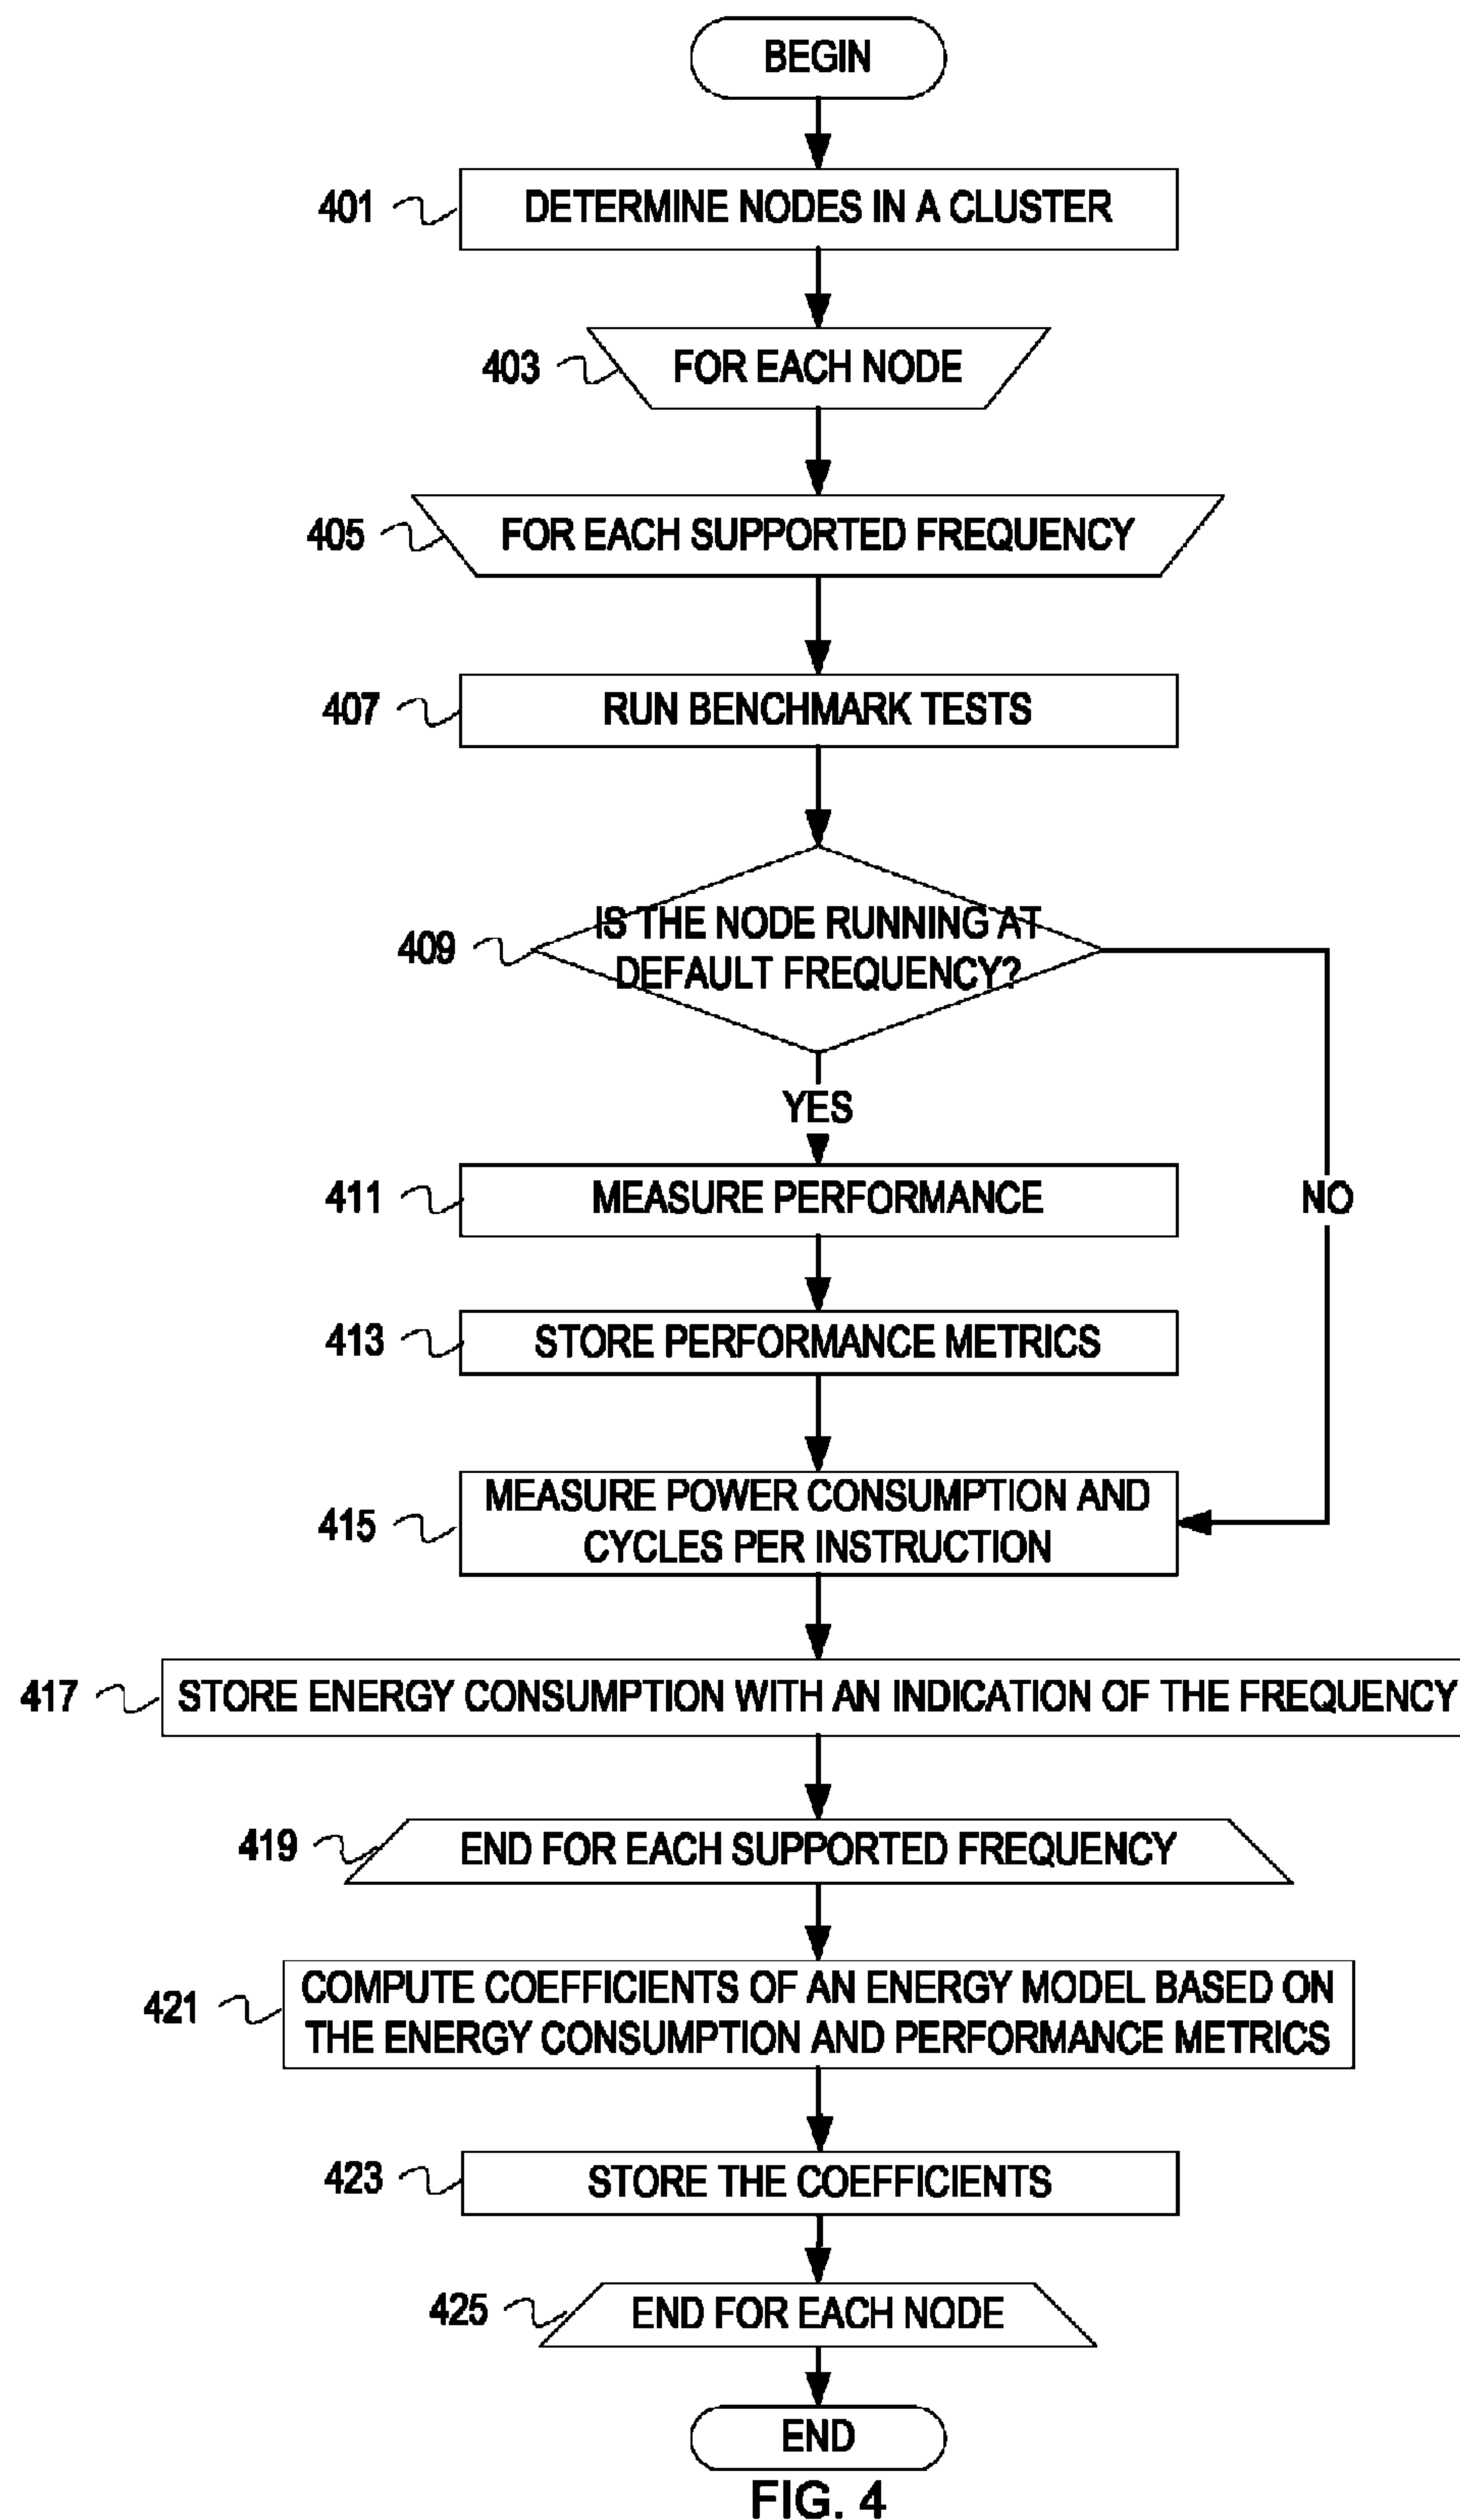 BEGIN
401 DETERMINE NODES IN A CLUSTER
403 FOR EACH NODE
405 FOR EACH SUPPORTED FREQUENCY
407 RUN BENCHMARK TESTS
IS THE NODE RUNNING AT
409 DEFAULT FREQUENCY?
YES
411 MEASURE PERFORMANCE
NO
413 STORE PERFORMANCE METRICS
MEASURE POWER CONSUMPTION AND
415 CYCLES PER INSTRUCTION
417 STORE ENERGY CONSUMPTION WITH AN INDICATION OF THE FREQUENCY
419 END FOR EACH SUPPORTED FREQUENCY
421 COMPUTE COEFFICIENTS OF AN ENERGY MODEL BASED ON
THE ENERGY CONSUMPTION AND PERFORMANCE METRICS
423 STORE THE COEFFICIENTS
425 END FOR EACH NODE
END
FIG. 4